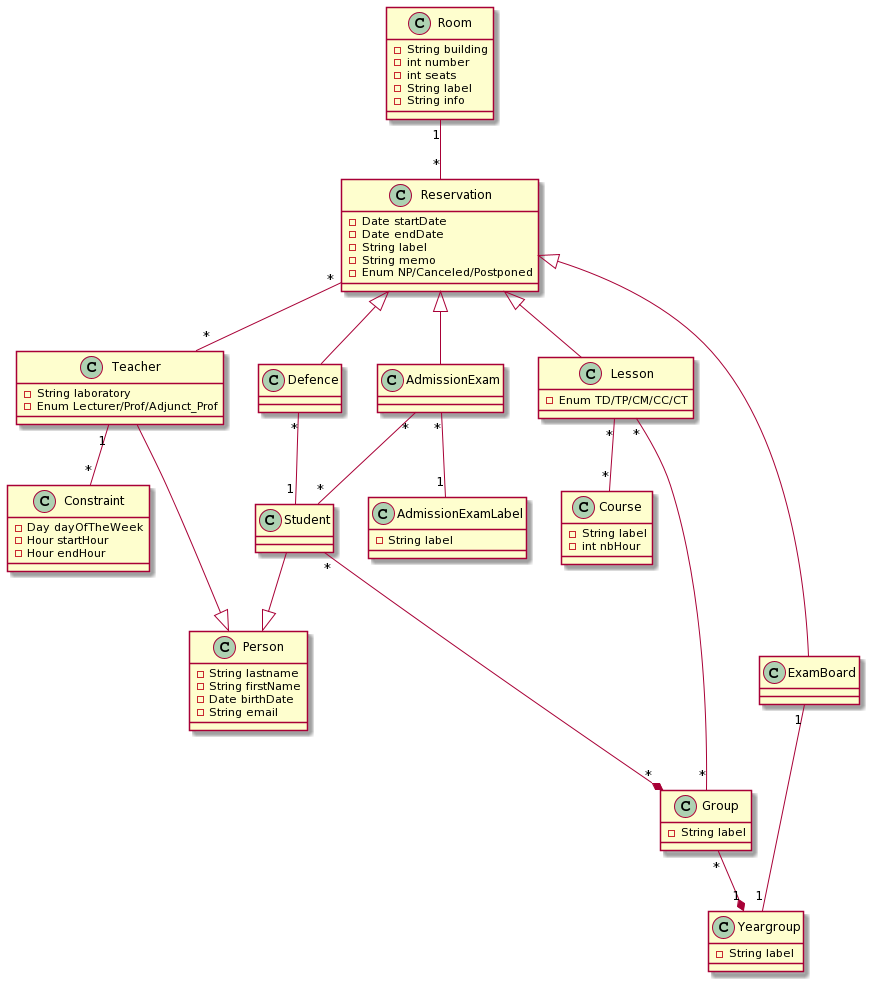 C Room
String building
int number
int seats
String label
String info
1
*
C Reservation
Date startDate
Date endDate
String label
String memo
Enum NP/Canceled/Postponed
*
*
C Teacher
String laboratory
Enum Lecturer/Prof/Adjunct_Prof
C Defence
C AdmissionExam
C Lesson
Enum TD/TP/CM/CC/CT
1
*
*
*
*
*
*
*
*
1
1
C Constraint
Day dayOfTheWeek
Hour startHour
Hour endHour
C Student
C AdmissionExamLabel
String label
C Course
String label
int nbHour
*
C Person
String lastname
String firstName
Date birthDate
String email
C ExamBoard
1
*
*
C Group
String label
*
1
1
C Yeargroup
String label